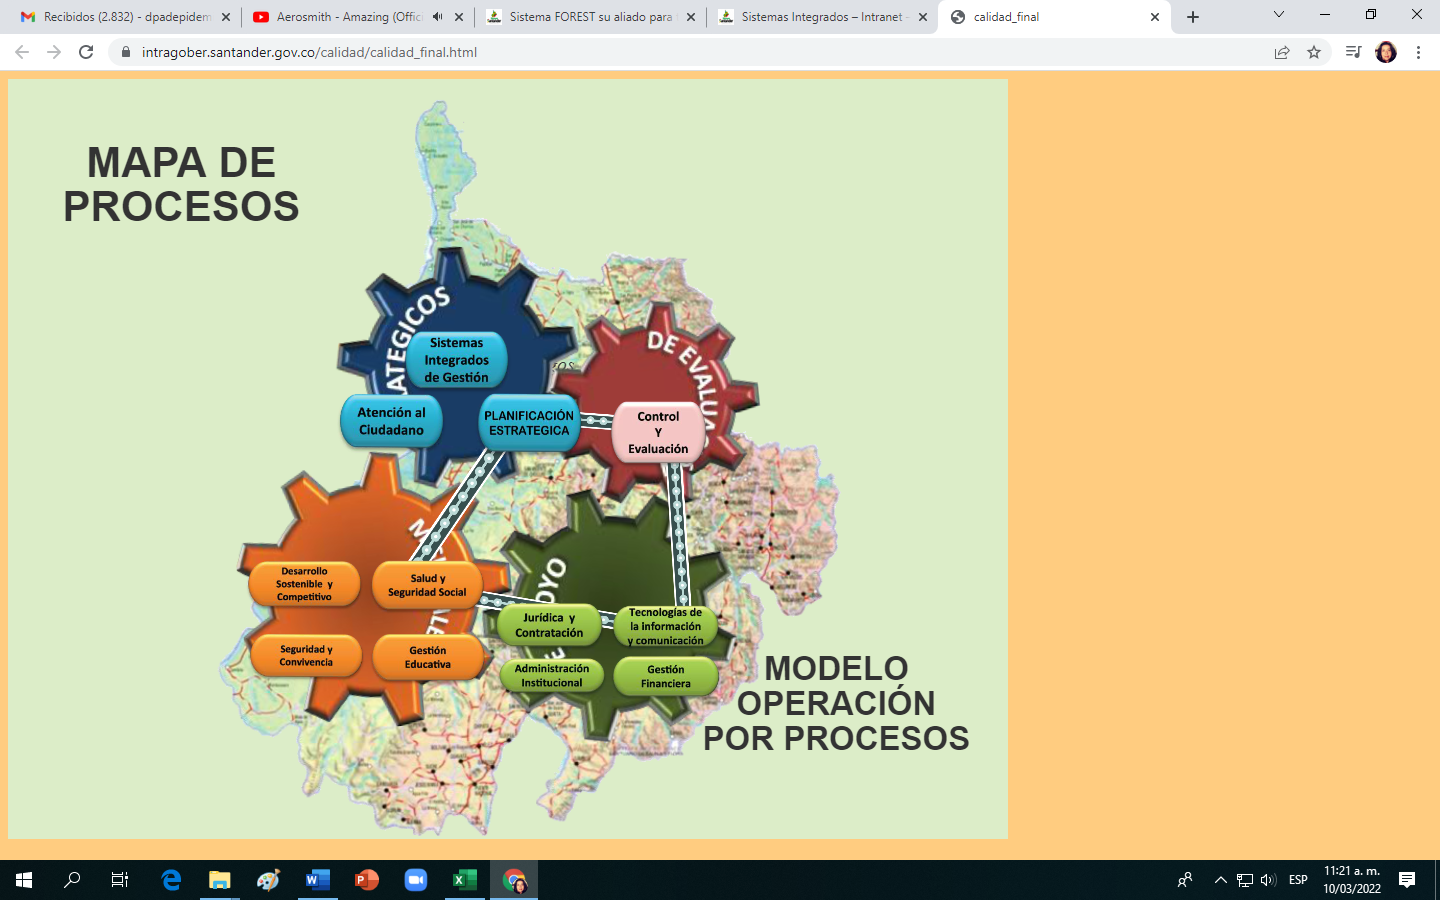 Recibidos (2.832) - dpadepidem
Aerosmith - Amazing (Offic
Sistema FOREST su aliado para
Sistemas Integrados – Intranet -
calidad_final
intragober.santander.gov.co/calidad/calidad_final.html
MAPA DE
PROCESOS
ATEGICOS
Sistemas
Integrados
de Gestión
Atención al
Ciudadano
PLANIFICACIÓN
ESTRATEGICA
DE EVALUA
Control
Y
Evaluación
Desarrollo
Sostenible y
Competitivo
Salud y
Seguridad Social
Seguridad y
Convivencia
Gestión
Educativa
OYO
Jurídica y
Contratación
Tecnologías de
la información
y comunicación
Administración
Institucional
Gestión
Financiera
MODELO
OPERACIÓN
POR PROCESOS
ESP
11:21 a. m.
10/03/2022